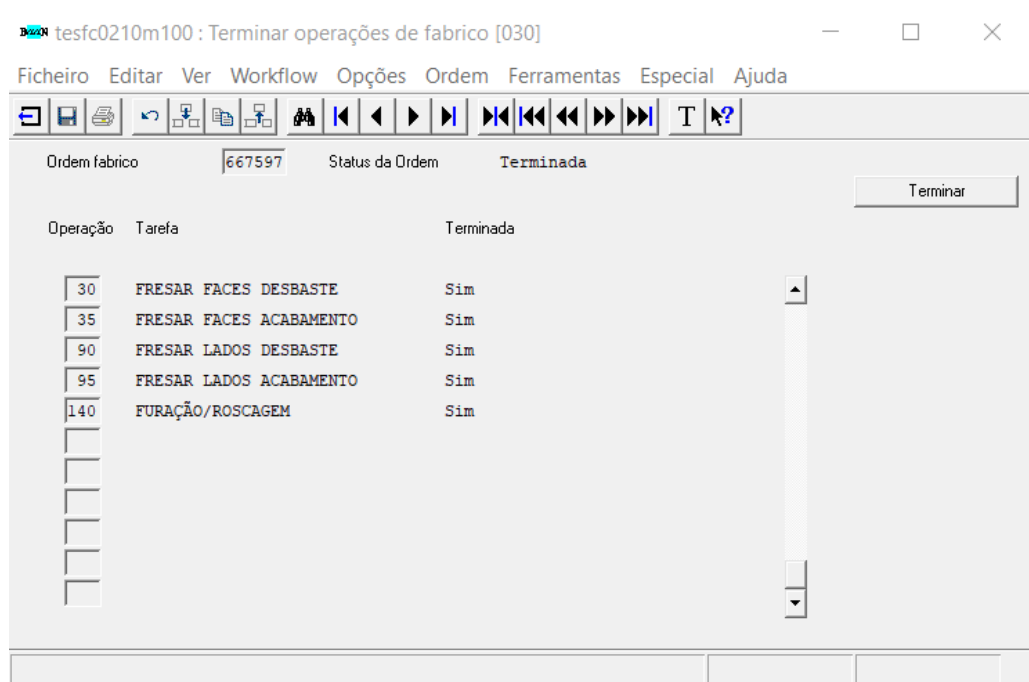 BaaN tesfc0210m100 : Terminar operações de fabrico [030]
Ficheiro Editar Ver Workflow Opções Ordem Ferramentas Especial Ajuda
T ?
Ordem fabrico 667597 Status da Ordem Terminada
Terminar
Operação Tarefa Terminada
30 FRESAR FACES DESBASTE Sim
35 FRESAR FACES ACABAMENTO Sim
90 FRESAR LADOS DESBASTE Sim
95 FRESAR LADOS ACABAMENTO Sim
140 FURAÇÃO/ROSCAGEM Sim